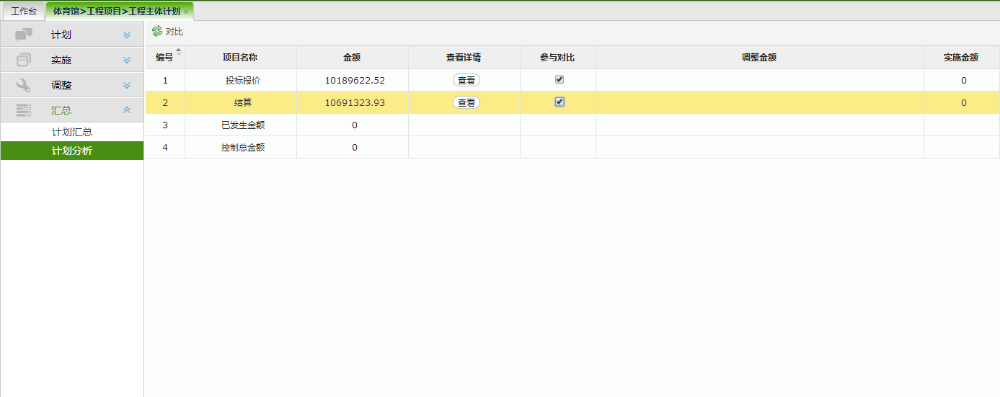 工作台 体育馆>工程项目>工程主体计划 ×
计划
实施
调整
汇总
计划汇总
计划分析
对比
编号 项目名称 金额 查看详情 参与对比 调整金额 实施金额
1 投标报价 10189622.52 查看 0
2 结算 10691323.93 查看 0
3 已发生金额 0
4 控制总金额 0